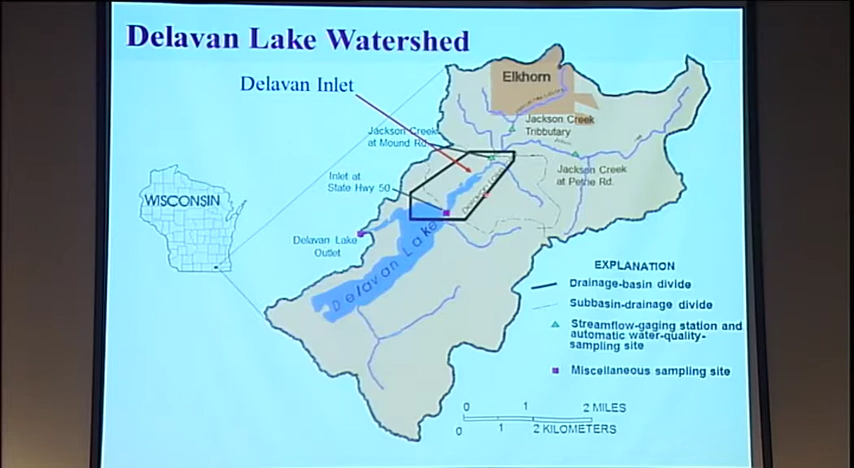 Delavan Lake Watershed
Elkhorn
Delavan Inlet
Jackson Creek
Tribbutary
Jackson Creek
at Mound Rd.
Jackson Creek
at Petrie Rd.
Inlet at
State Hwy 50
WISCONSIN
Delavan Lake
Outlet
Delavan Lake
EXPLANATION
Drainage-basin divide
Subbasin-drainage divide
Streamflow-gaging station and
automatic water-quality-
sampling site
Miscellaneous sampling site
0 1 2 MILES
0 1 2 KILOMETERS